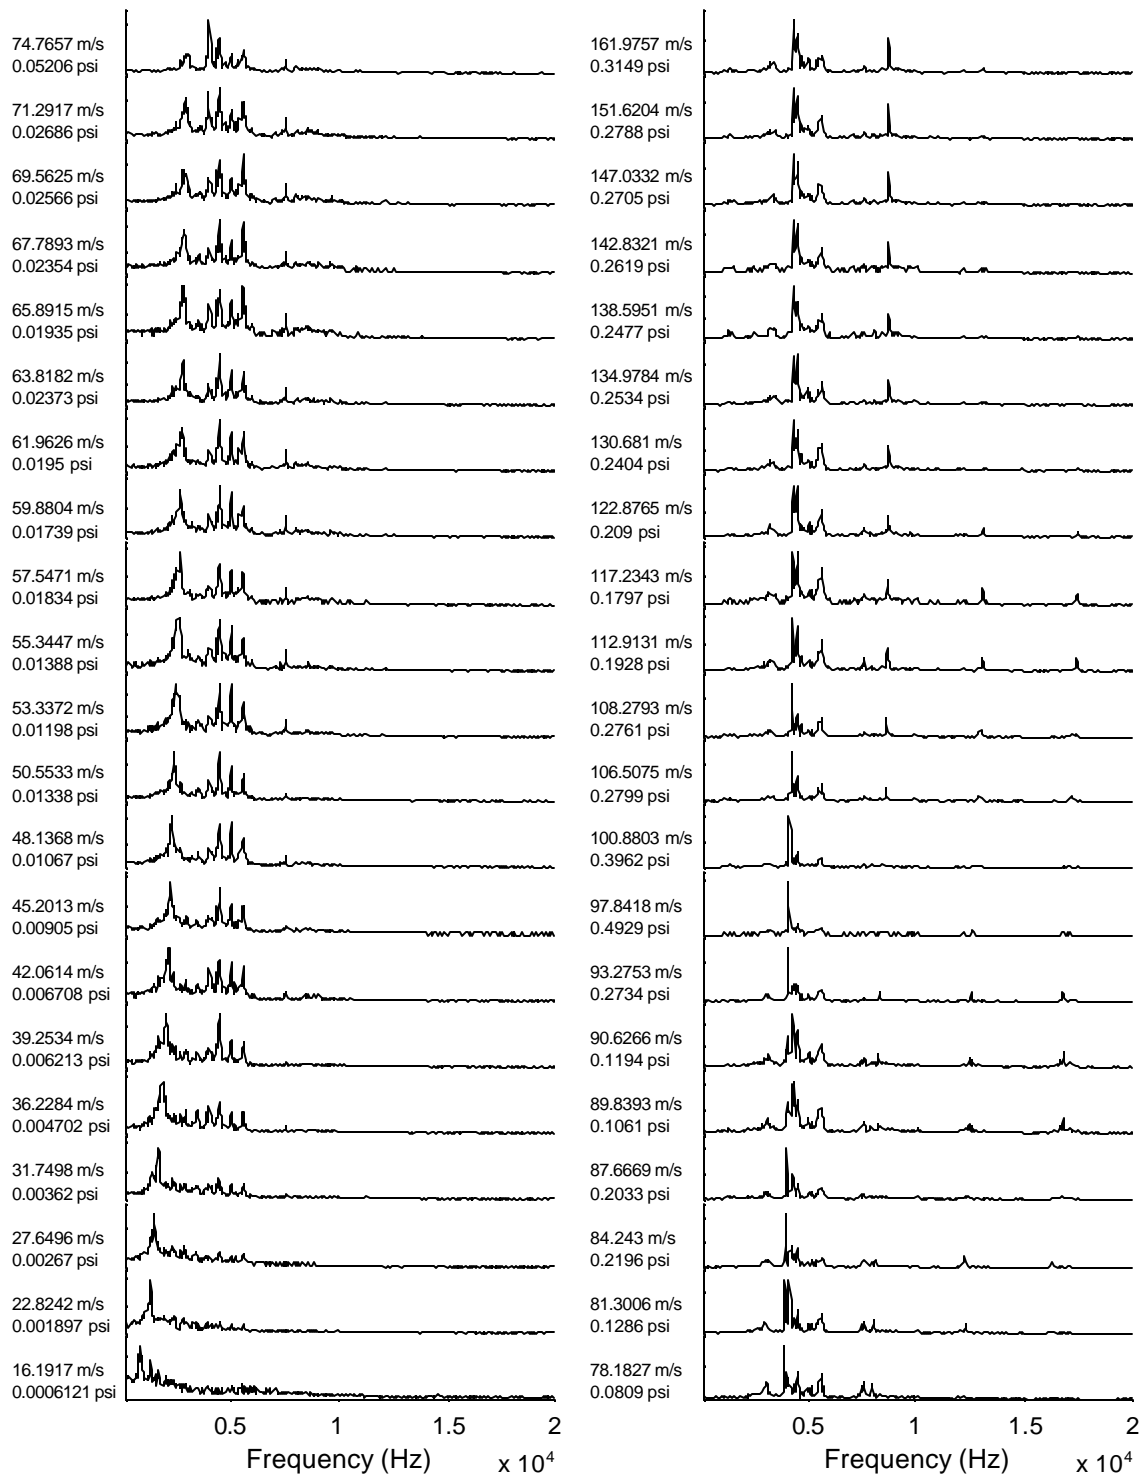 74.7657 m/s
0.05206 psi
71.2917 m/s
0.02686 psi
69.5625 m/s
0.02566 psi
67.7893 m/s
0.02354 psi
65.8915 m/s
0.01935 psi
63.8182 m/s
0.02373 psi
61.9626 m/s
0.0195 psi
59.8804 m/s
0.01739 psi
57.5471 m/s
0.01834 psi
55.3447 m/s
0.01388 psi
53.3372 m/s
0.01198 psi
50.5533 m/s
0.01338 psi
48.1368 m/s
0.01067 psi
45.2013 m/s
0.00905 psi
42.0614 m/s
0.006708 psi
39.2534 m/s
0.006213 psi
36.2284 m/s
0.004702 psi
31.7498 m/s
0.00362 psi
27.6496 m/s
0.00267 psi
22.8242 m/s
0.001897 psi
16.1917 m/s
0.0006121 psi
0.5 1 1.5 2
Frequency (Hz) x 10⁴
161.9757 m/s
0.3149 psi
151.6204 m/s
0.2788 psi
147.0332 m/s
0.2705 psi
142.8321 m/s
0.2619 psi
138.5951 m/s
0.2477 psi
134.9784 m/s
0.2534 psi
130.681 m/s
0.2404 psi
122.8765 m/s
0.209 psi
117.2343 m/s
0.1797 psi
112.9131 m/s
0.1928 psi
108.2793 m/s
0.2761 psi
106.5075 m/s
0.2799 psi
100.8803 m/s
0.3962 psi
97.8418 m/s
0.4929 psi
93.2753 m/s
0.2734 psi
90.6266 m/s
0.1194 psi
89.8393 m/s
0.1061 psi
87.6669 m/s
0.2033 psi
84.243 m/s
0.2196 psi
81.3006 m/s
0.1286 psi
78.1827 m/s
0.0809 psi
0.5 1 1.5 2
Frequency (Hz) x 10⁴